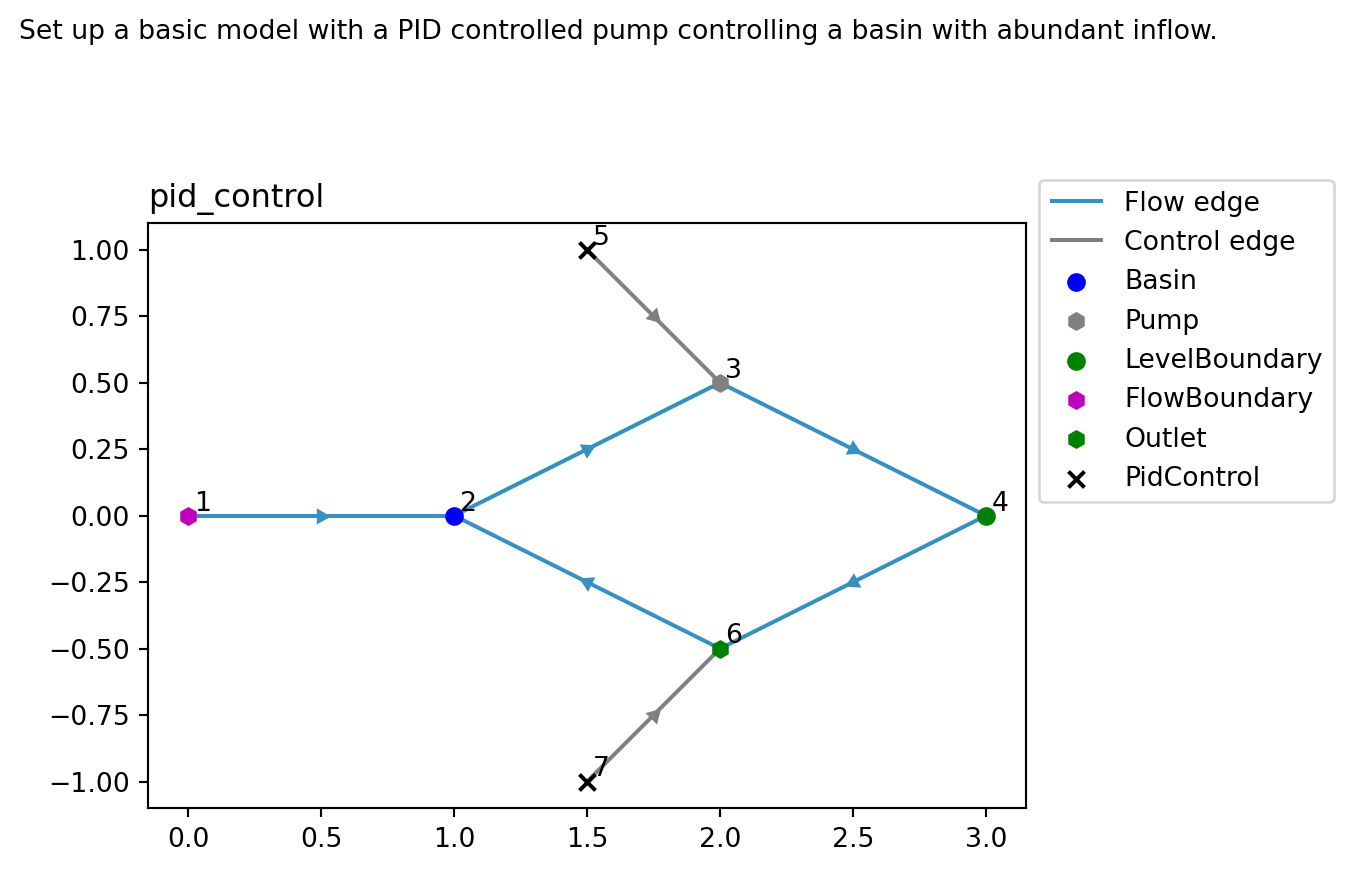 Set up a basic model with a PID controlled pump controlling a basin with abundant inflow.
pid_control
Flow edge
Control edge
Basin
Pump
LevelBoundary
FlowBoundary
Outlet
PidControl
1.00
0.75
0.50
0.25
0.00
−0.25
−0.50
−0.75
−1.00
5
3
1
2
4
6
7
0.0
0.5
1.0
1.5
2.0
2.5
3.0